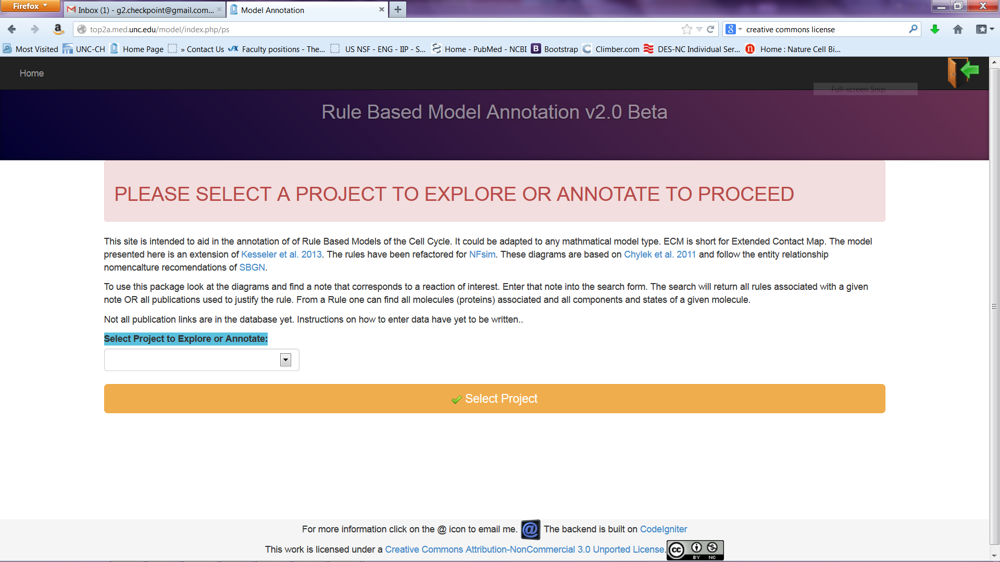 Firefox
Inbox (1) - g2.checkpoint@gmail.com...
Model Annotation
top2a.med.unc.edu/model/index.php/ps
creative commons license
Most Visited UNC-CH Home Page » Contact Us Faculty positions - The... US NSF - ENG - IIP - S... Home - PubMed - NCBI B Bootstrap Climber.com DES-NC Individual Ser... n Home : Nature Cell Bi...
Home
Full-screen Snip
Rule Based Model Annotation v2.0 Beta
PLEASE SELECT A PROJECT TO EXPLORE OR ANNOTATE TO PROCEED
This site is intended to aid in the annotation of of Rule Based Models of the Cell Cycle. It could be adapted to any mathmatical model type. ECM is short for Extended Contact Map. The model
presented here is an extension of Kesseler et al. 2013. The rules have been refactored for NFsim. These diagrams are based on Chylek et al. 2011 and follow the entity relationship
nomencalture recomendations of SBGN.
To use this package look at the diagrams and find a note that corresponds to a reaction of interest. Enter that note into the search form. The search will return all rules associated with a given
note OR all publications used to justify the rule. From a Rule one can find all molecules (proteins) associated and all components and states of a given molecule.
Not all publication links are in the database yet. Instructions on how to enter data have yet to be written..
Select Project to Explore or Annotate:
Select Project
For more information click on the @ icon to email me. @ The backend is built on CodeIgniter
This work is licensed under a Creative Commons Attribution-NonCommercial 3.0 Unported License. cc BY NC